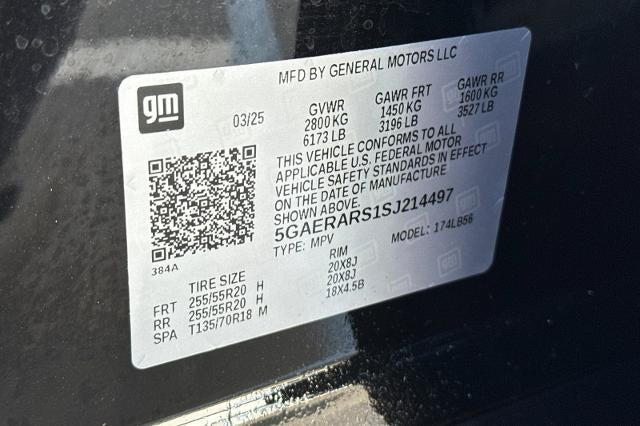 MFD BY GENERAL MOTORS LLC
gm
03/25
GVWR
2800 KG
6173 LB
GAWR FRT
1450 KG
3196 LB
GAWR RR
1600 KG
3527 LB
THIS VEHICLE CONFORMS TO ALL
APPLICABLE U.S. FEDERAL MOTOR
VEHICLE SAFETY STANDARDS IN EFFECT
ON THE DATE OF MANUFACTURE
SHOWN ABOVE.
5GAERARS1SJ214497
TYPE: MPV
MODEL: 174LB56
384A
TIRE SIZE
RIM
FRT 255/55R20 H 20X8J
RR 255/55R20 H 20X8J
SPA T135/70R18 M 18X4.5B